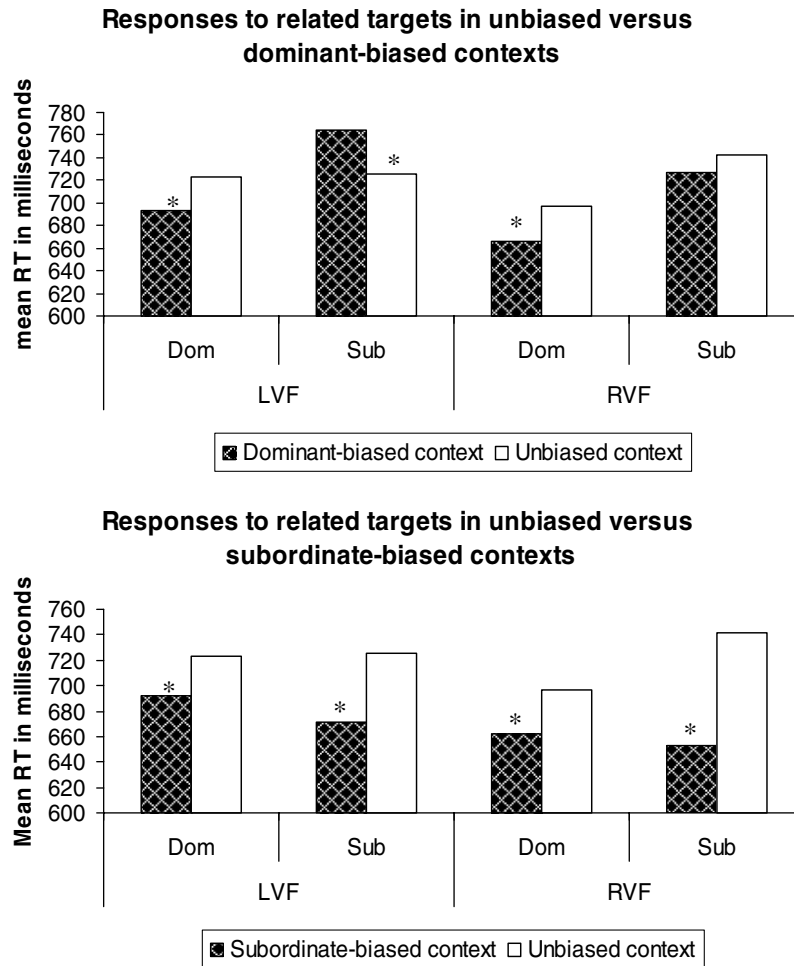 Responses to related targets in unbiased versus
dominant-biased contexts
mean RT in milliseconds
780
760
740
720
700
680
660
640
620
600
*
*
*
Dom
Sub
Dom
Sub
LVF
RVF
Dominant-biased context
Unbiased context
Responses to related targets in unbiased versus
subordinate-biased contexts
Mean RT in milliseconds
760
740
720
700
680
660
640
620
600
*
*
*
*
Dom
Sub
Dom
Sub
LVF
RVF
Subordinate-biased context
Unbiased context